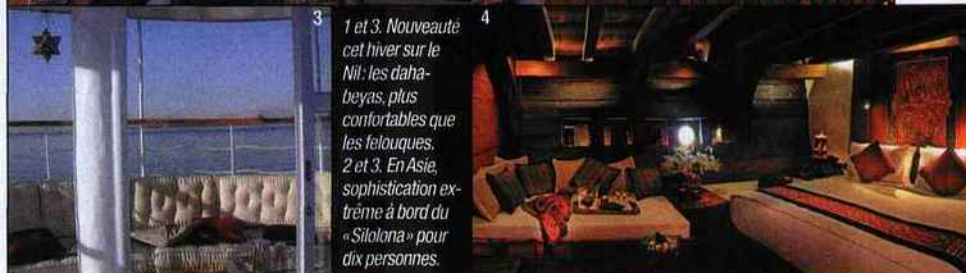 3
1 et 3. Nouveauté
cet hiver sur le
Nil : les daha-
beyas, plus
confortables que
les felouques.
2 et 3. En Asie,
sophistication ex-
trême à bord du
«Silolona» pour
dix personnes.
4